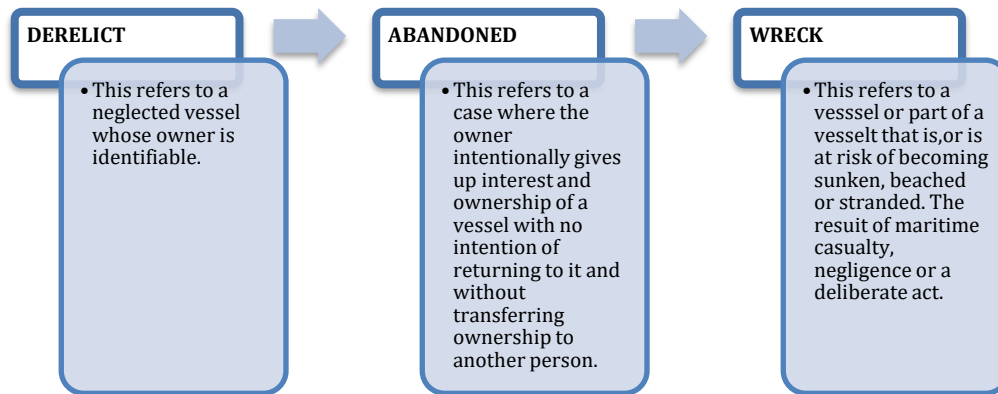 DERELICT
• This refers to a
neglected vessel
whose owner is
identifiable.
ABANDONED
• This refers to a
case where the
owner
intentionally gives
up interest and
ownership of a
vessel with no
intention of
returning to it and
without
transferring
ownership to
another person.
WRECK
• This refers to a
vesssel or part of a
vesselt that is,or is
at risk of becoming
sunken, beached
or stranded. The
resuit of maritime
casualty,
negligence or a
deliberate act.